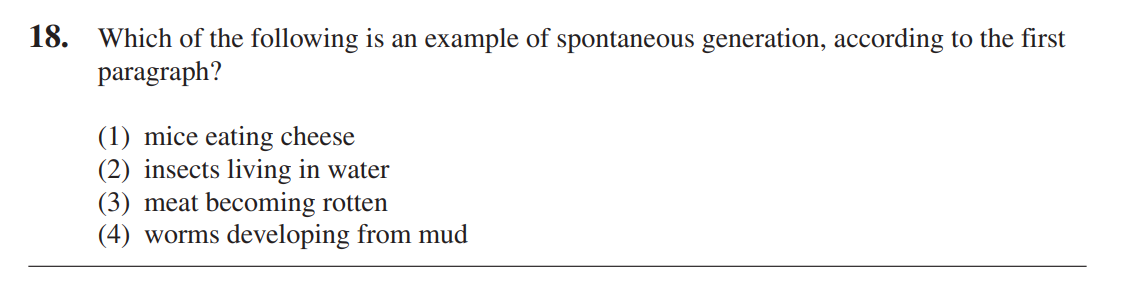 18. Which of the following is an example of spontaneous generation, according to the first
paragraph?
(1) mice eating cheese
(2) insects living in water
(3) meat becoming rotten
(4) worms developing from mud